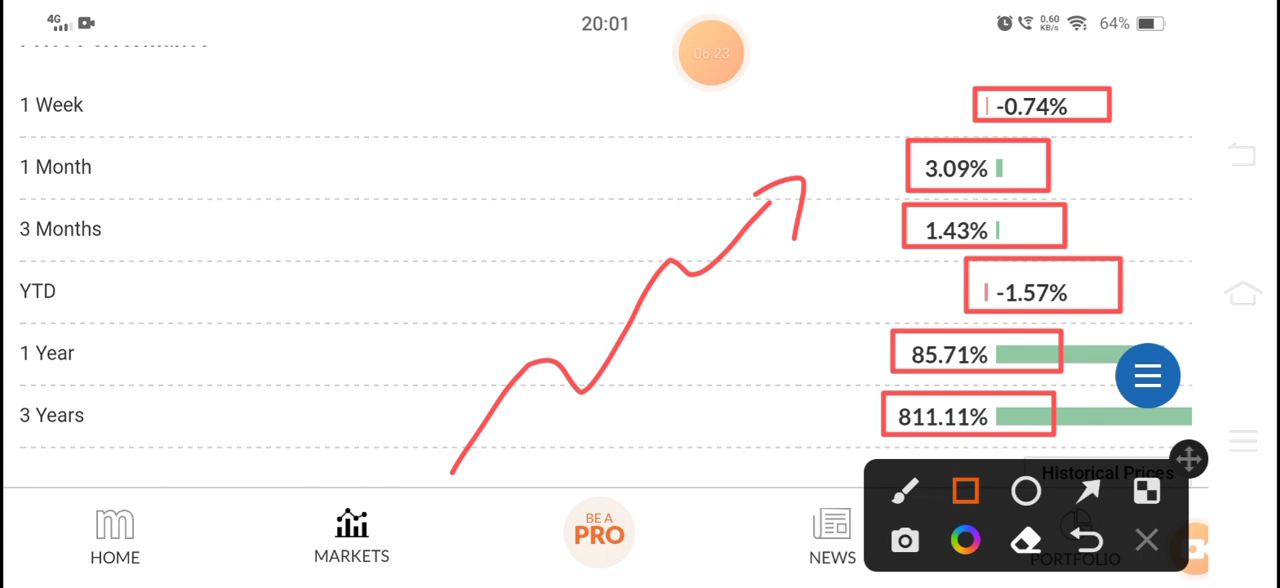 4G 20:01 0.60 KB/s 64%
06:23
1 Week -0.74%
1 Month 3.09%
3 Months 1.43%
YTD -1.57%
1 Year 85.71%
3 Years 811.11%
Historical Prices
BE A
PRO
HOME MARKETS NEWS PORTFOLIO